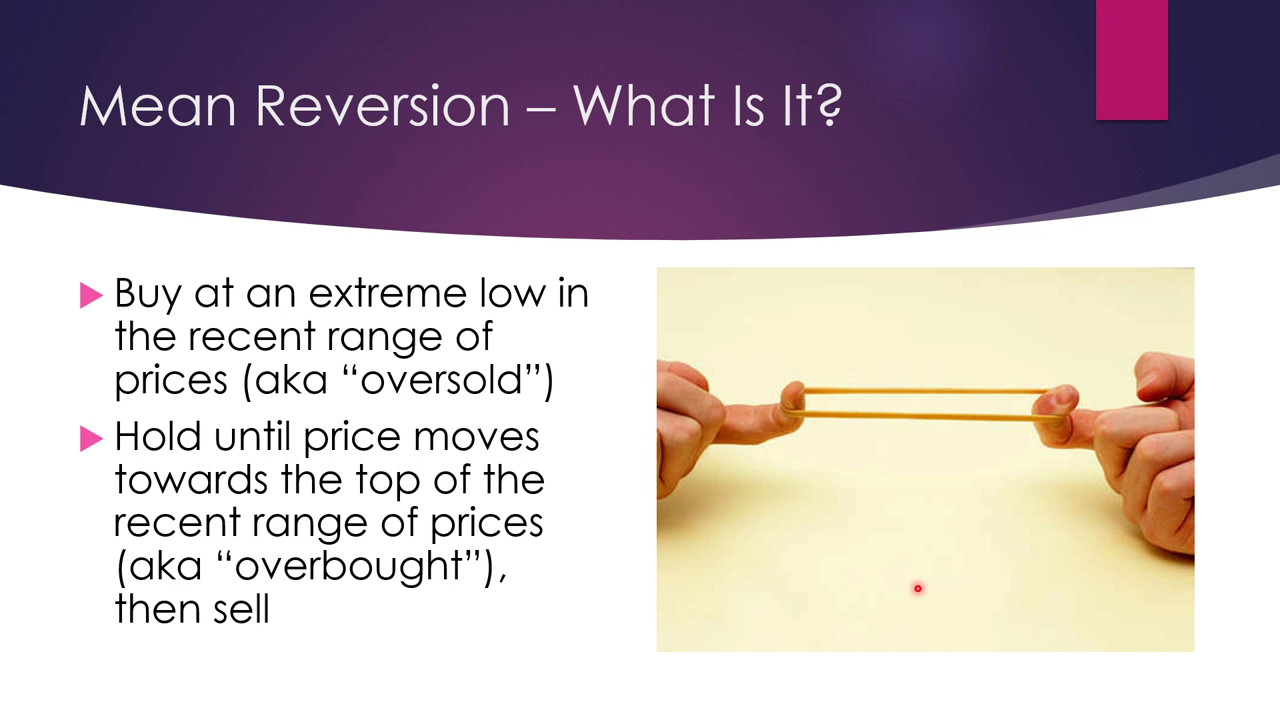 Mean Reversion – What Is It?
Buy at an extreme low in
the recent range of
prices (aka “oversold”)
Hold until price moves
towards the top of the
recent range of prices
(aka “overbought”),
then sell